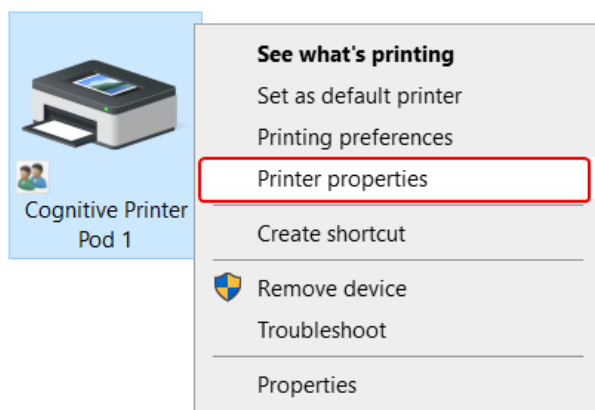 Cognitive Printer
Pod 1
See what's printing
Set as default printer
Printing preferences
Printer properties
Create shortcut
Remove device
Troubleshoot
Properties